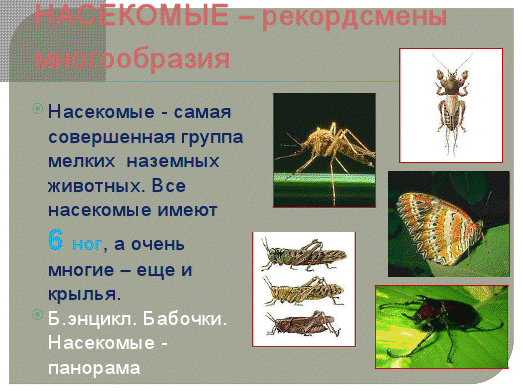 НАСЕКОМЫЕ – рекордсмены
многообразия
Насекомые - самая
совершенная группа
мелких наземных
животных. Все
насекомые имеют
6 ног, а очень
многие – еще и
крылья.
Б.энцикл. Бабочки.
Насекомые -
панорама